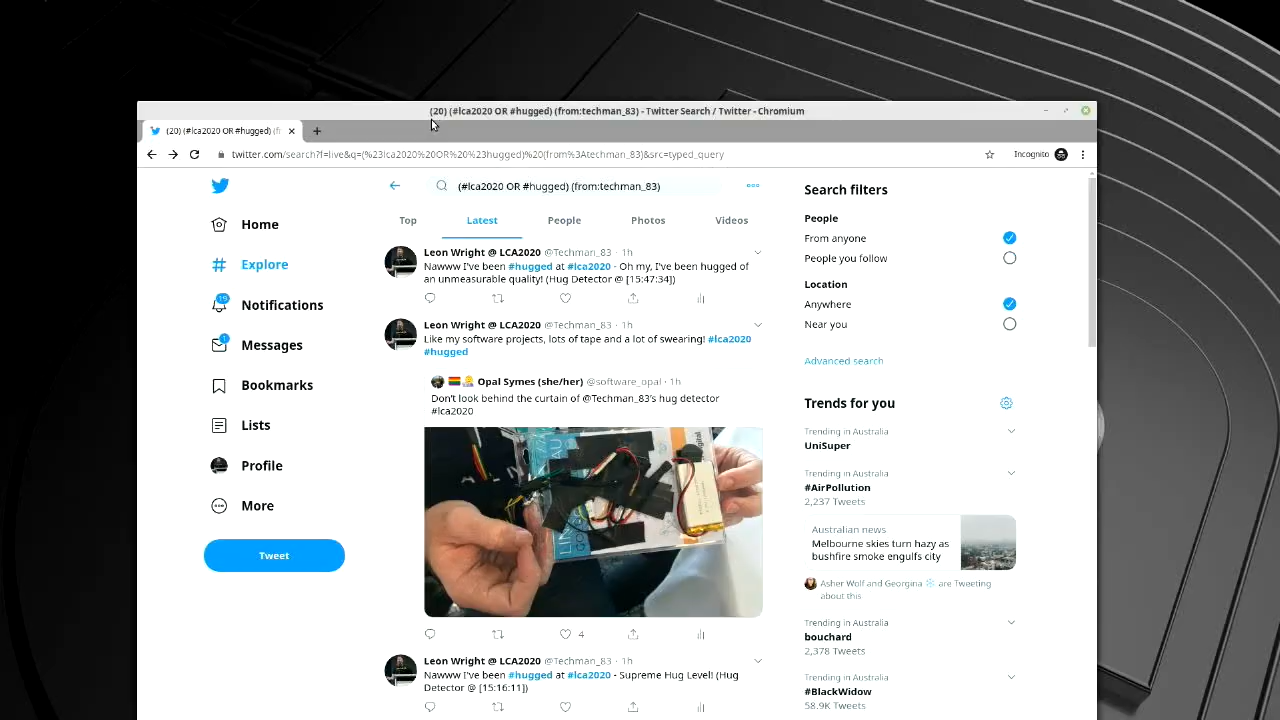 (20) (#lca2020 OR #hugged) (from:techman_83) - Twitter Search / Twitter - Chromium
(20) (#lca2020 OR #hugged) (fr
twitter.com/search?f=live&q=(%23lca2020%20OR%20%23hugged)%20(from%3Atechman_83)&src=typed_query
Incognito
(#lca2020 OR #hugged) (from:techman_83)
Top
Latest
People
Photos
Videos
Home
Explore
19
Notifications
1
Messages
Bookmarks
Lists
Profile
More
Tweet
Leon Wright @ LCA2020 @Techman_83 · 1h
Nawww I've been #hugged at #lca2020 - Oh my, I've been hugged of
an unmeasurable quality! (Hug Detector @ [15:47:34])
Leon Wright @ LCA2020 @Techman_83 · 1h
Like my software projects, lots of tape and a lot of swearing! #lca2020
#hugged
Opal Symes (she/her) @software_opal · 1h
Don't look behind the curtain of @Techman_83's hug detector
#lca2020
4
Leon Wright @ LCA2020 @Techman_83 · 1h
Nawww I've been #hugged at #lca2020 - Supreme Hug Level! (Hug
Detector @ [15:16:11])
Search filters
People
From anyone
People you follow
Location
Anywhere
Near you
Advanced search
Trends for you
Trending in Australia
UniSuper
Trending in Australia
#AirPollution
2,237 Tweets
Australian news
Melbourne skies turn hazy as
bushfire smoke engulfs city
Asher Wolf and Georgina ❄ are Tweeting
about this
Trending in Australia
bouchard
2,378 Tweets
Trending in Australia
#BlackWidow
58.9K Tweets